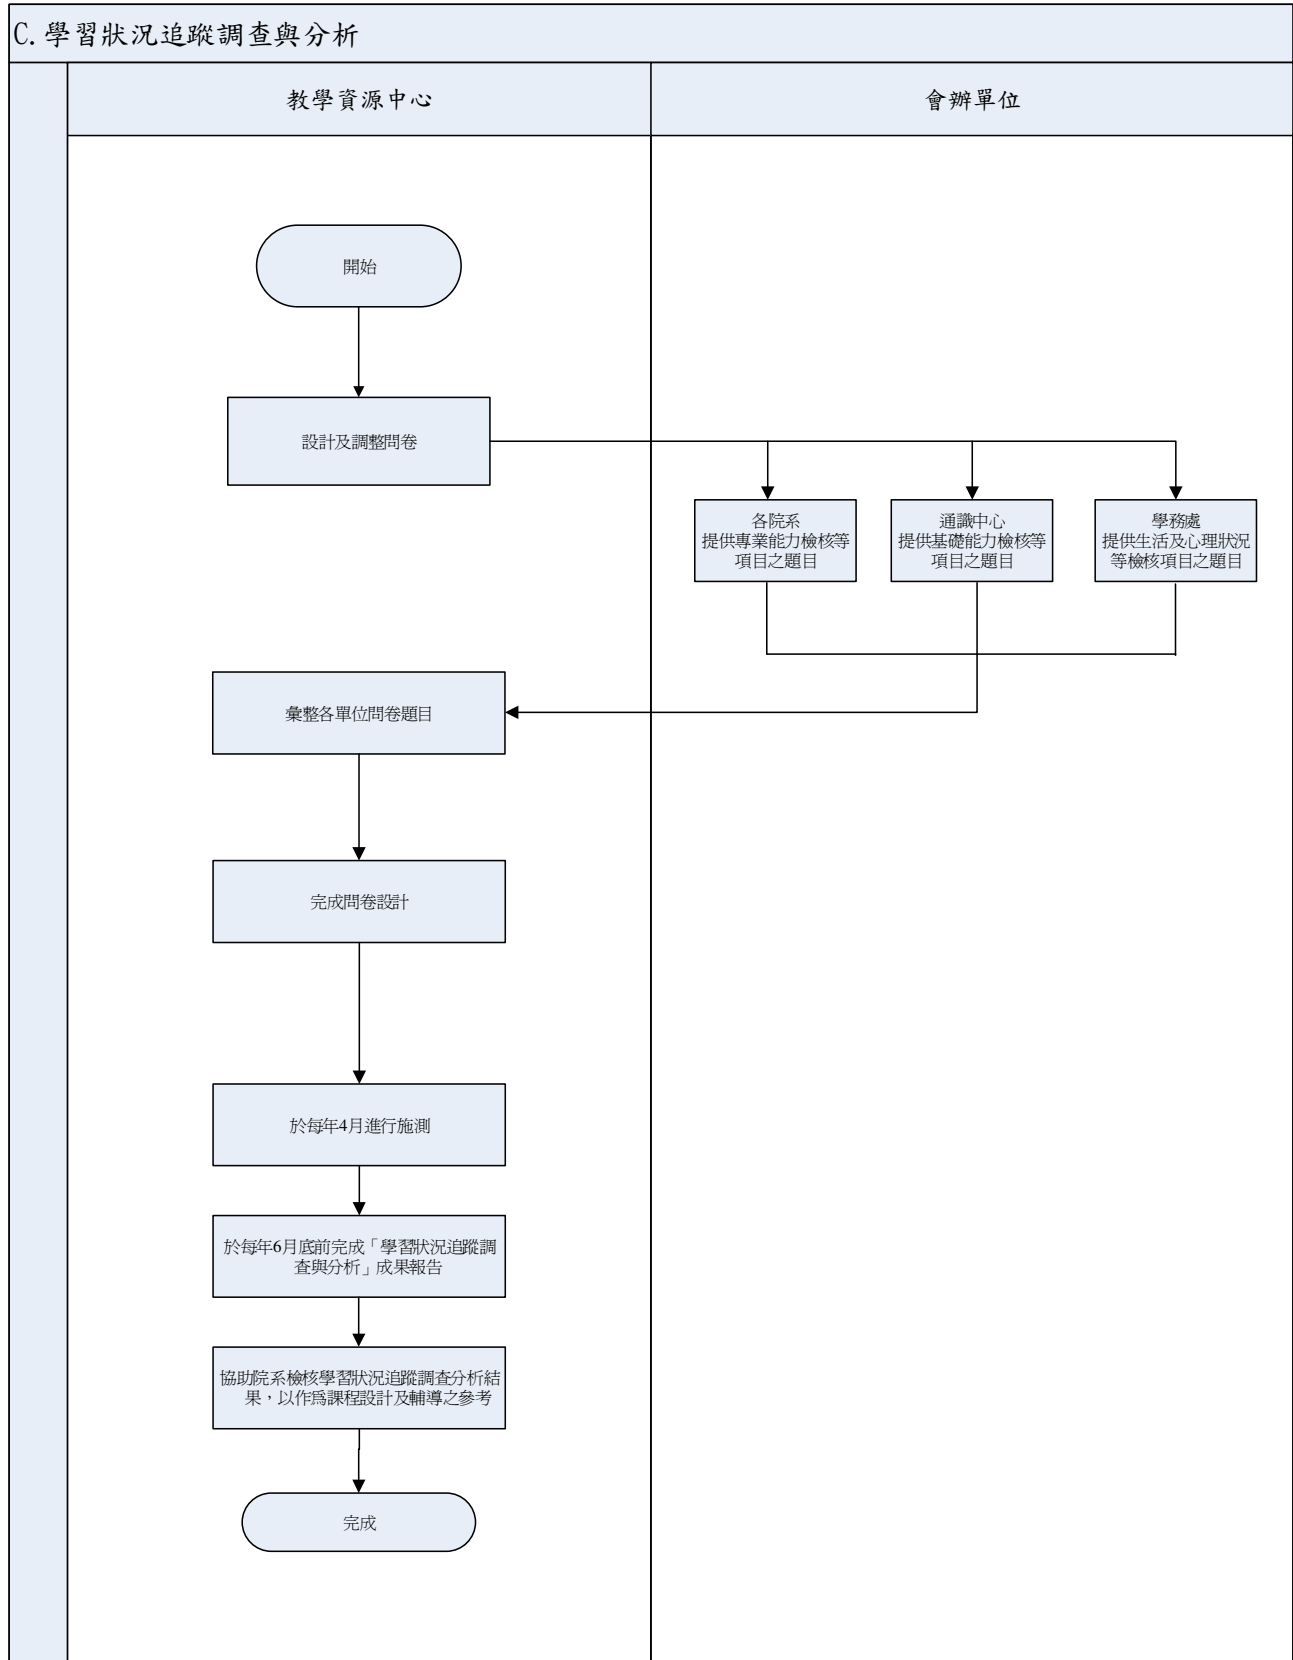 C.學習狀況追蹤調查與分析
教學資源中心
會辦單位
開始
設計及調整問卷
各院系
提供專業能力檢核等
項目之題目
通識中心
提供基礎能力檢核等
項目之題目
學務處
提供生活及心理狀況
等檢核項目之題目
彙整各單位問卷題目
完成問卷設計
於每年4月進行施測
於每年6月底前完成「學習狀況追蹤調
查與分析」成果報告
協助院系檢核學習狀況追蹤調查分析結
果，以作為課程設計及輔導之參考
完成